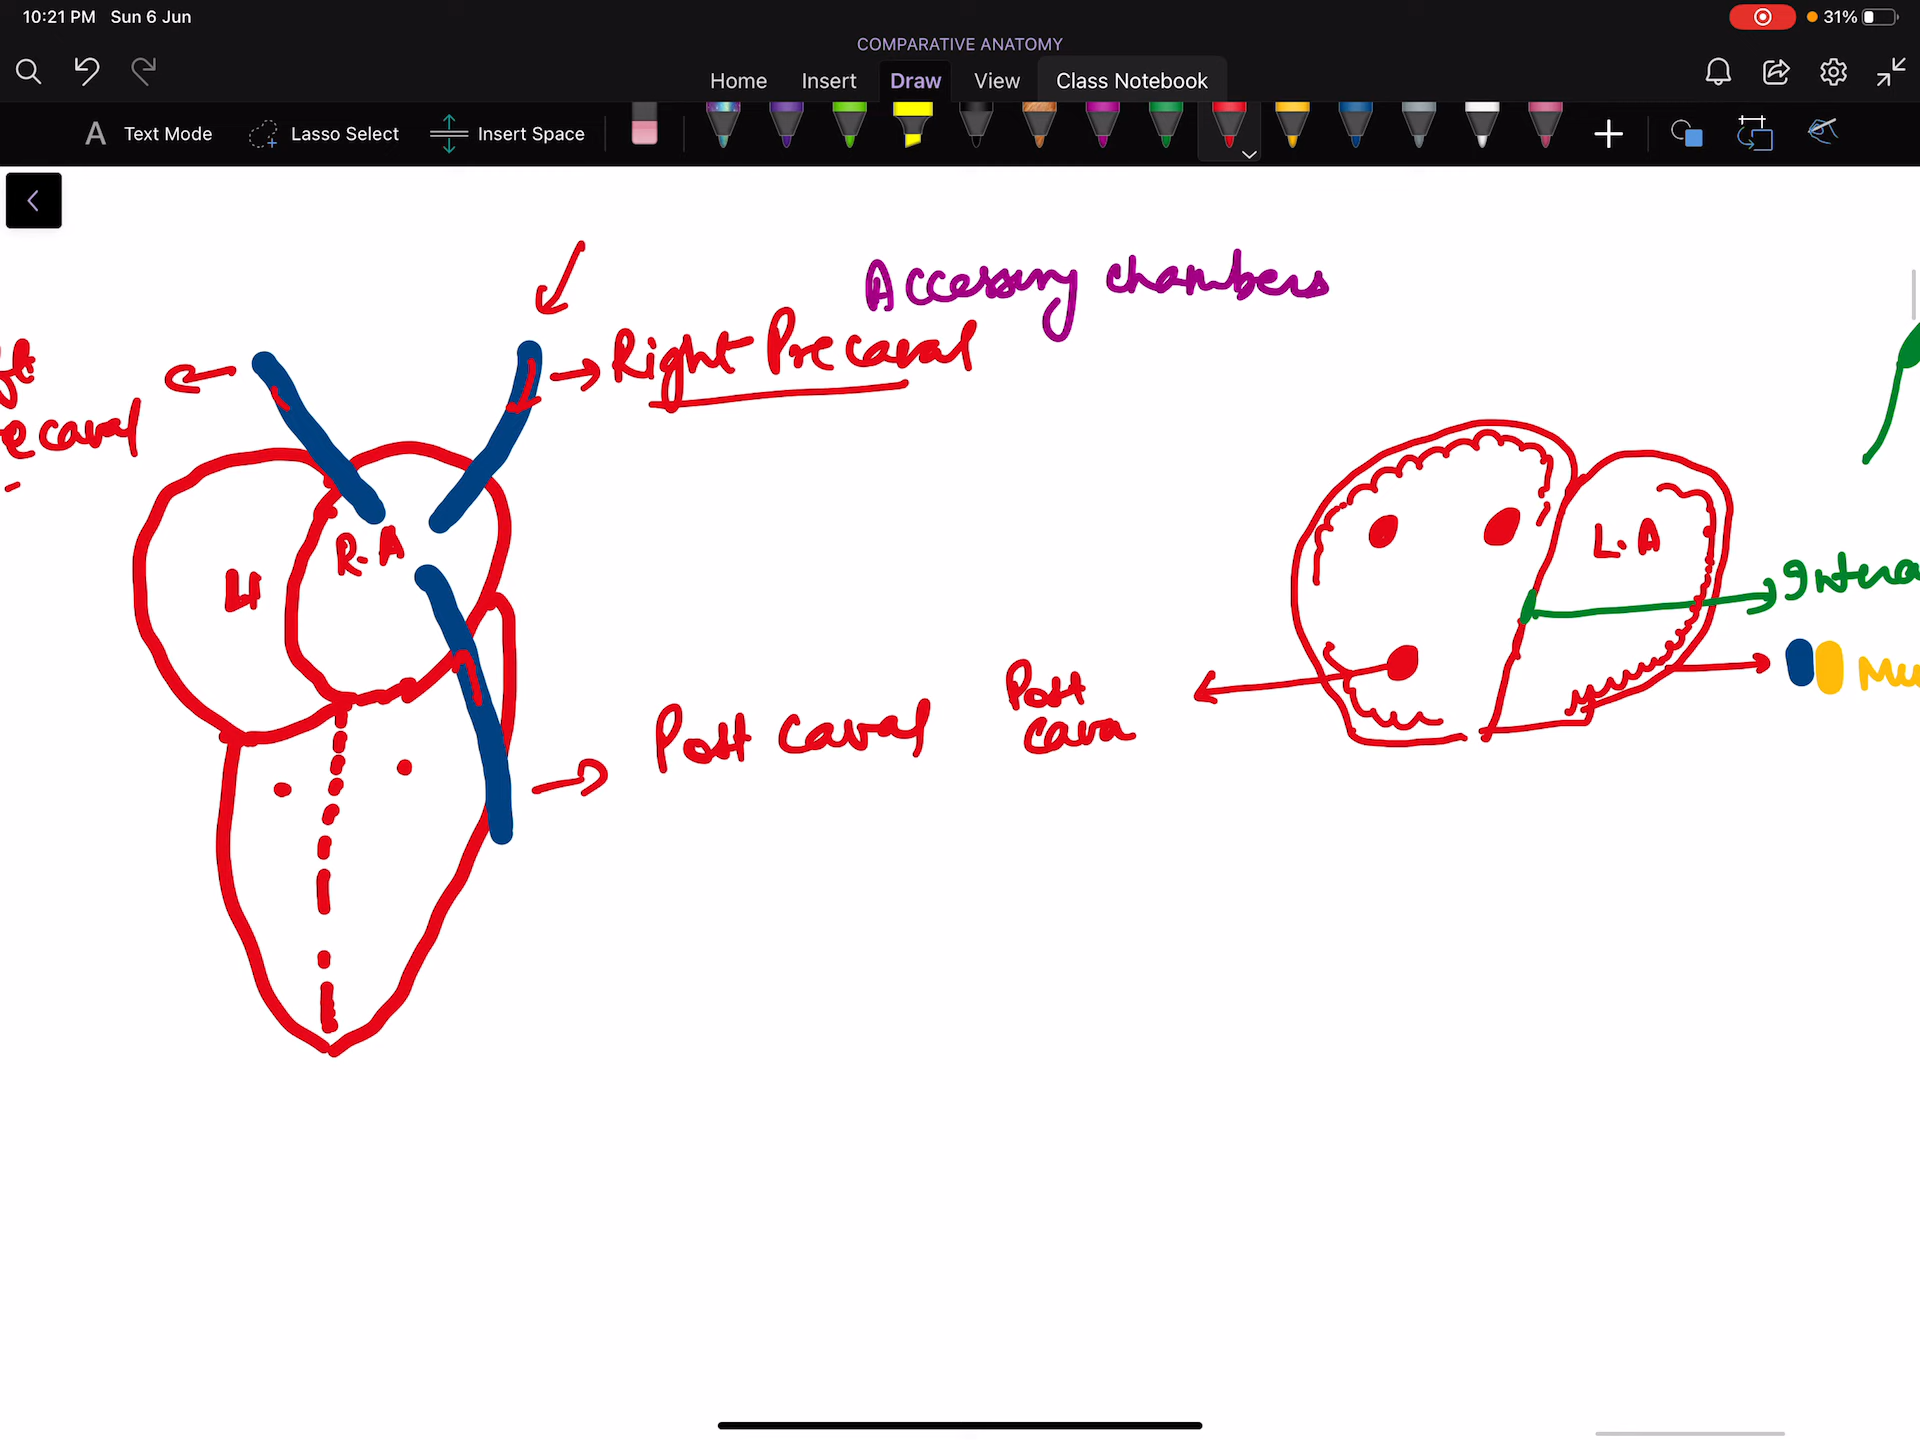 10:21 PM Sun 6 Jun
31%
COMPARATIVE ANATOMY
Home Insert Draw View Class Notebook
A Text Mode Lasso Select Insert Space
Accessory chambers
Right Precaval
caval
R.A
L.A
Post caval
Post
cava